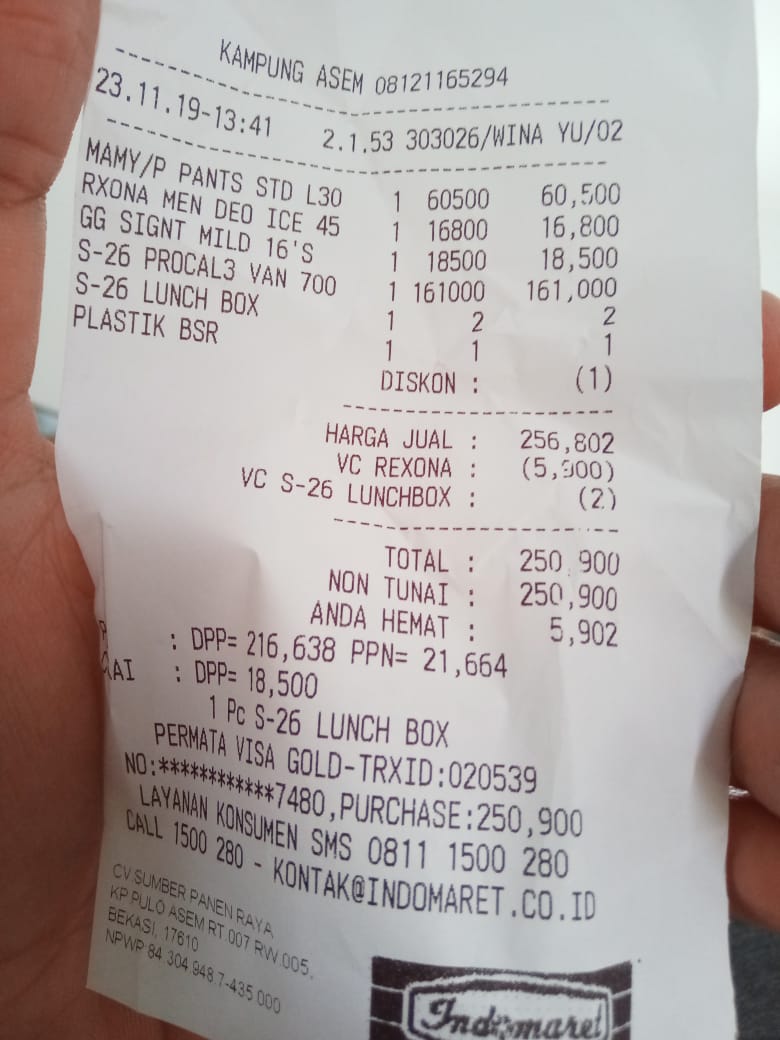 KAMPUNG ASEM 08121165294
23.11.19-13:41 2.1.53 303026/WINA YU/02
MAMY/P PANTS STD L30 1 60500 60,500
RXONA MEN DEO ICE 45 1 16800 16,800
GG SIGNT MILD 16'S 1 18500 18,500
S-26 PROCAL3 VAN 700 1 161000 161,000
S-26 LUNCH BOX 1 2 2
PLASTIK BSR 1 1 1
DISKON : (1)
HARGA JUAL : 256,802
VC REXONA : (5,900)
VC S-26 LUNCHBOX : (2)
TOTAL : 250,900
NON TUNAI : 250,900
ANDA HEMAT : 5,902
: DPP= 216,638 PPN= 21,664
KAI : DPP= 18,500
1 Pc S-26 LUNCH BOX
PERMATA VISA GOLD-TRXID:020539
NO:************7480,PURCHASE:250,900
LAYANAN KONSUMEN SMS 0811 1500 280
CALL 1500 280 - KONTAK@INDOMARET.CO.ID
CV.SUMBER PANEN RAYA
KP PULO ASEM RT.007 RW.005,
BEKASI, 17610
NPWP:84.304.948.7-435.000
Indomaret